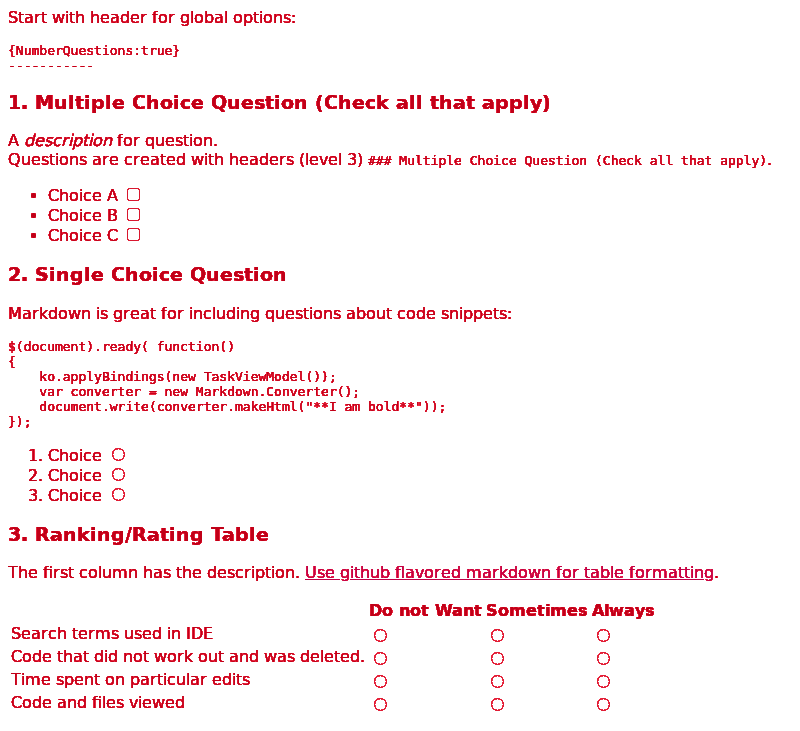 Start with header for global options:
{NumberQuestions:true}
-----------
1. Multiple Choice Question (Check all that apply)
A description for question.
Questions are created with headers (level 3) ### Multiple Choice Question (Check all that apply).
▪ Choice A
▪ Choice B
▪ Choice C
2. Single Choice Question
Markdown is great for including questions about code snippets:
$(document).ready( function()
{
    ko.applyBindings(new TaskViewModel());
    var converter = new Markdown.Converter();
    document.write(converter.makeHtml("**I am bold**"));
});
1. Choice
2. Choice
3. Choice
3. Ranking/Rating Table
The first column has the description. Use github flavored markdown for table formatting.
Do not Want Sometimes Always
Search terms used in IDE
Code that did not work out and was deleted.
Time spent on particular edits
Code and files viewed